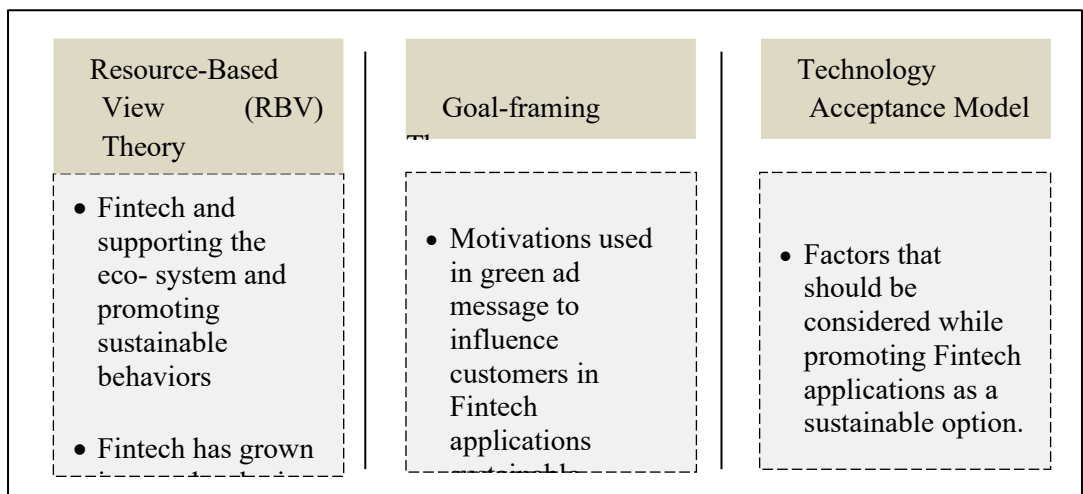 Resource-Based
View (RBV)
Theory
• Fintech and
supporting the
eco- system and
promoting
sustainable
behaviors
• Fintech has grown
Goal-framing
• Motivations used
in green ad
message to
influence
customers in
Fintech
applications
sustainable
Technology
Acceptance Model
• Factors that
should be
considered while
promoting Fintech
applications as a
sustainable option.